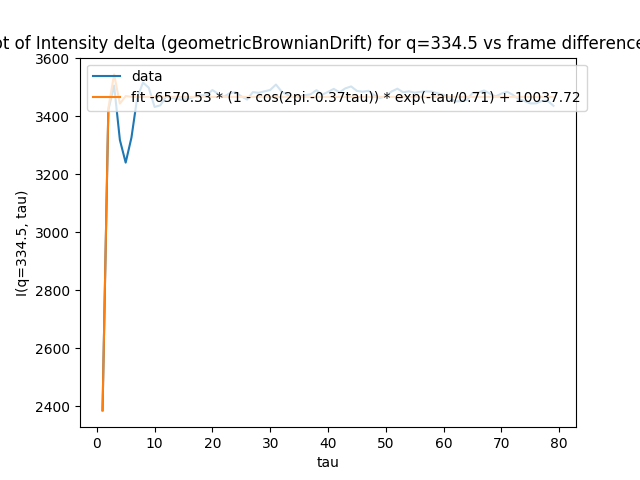 ot of Intensity delta (geometricBrownianDrift) for q=334.5 vs frame difference
data
fit -6570.53 * (1 - cos(2pi.-0.37tau)) * exp(-tau/0.71) + 10037.72
3600
3400
3200
3000
2800
2600
2400
I(q=334.5, tau)
0 10 20 30 40 50 60 70 80
tau